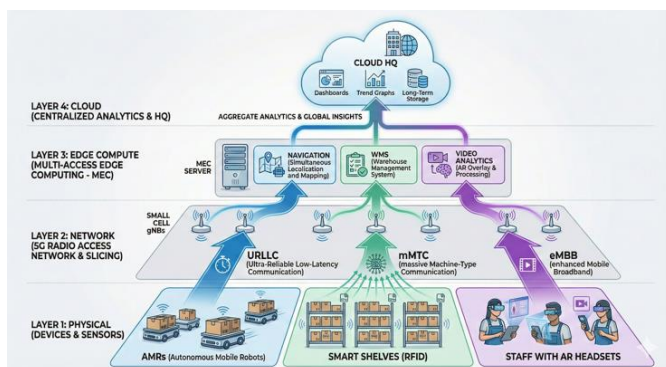 CLOUD HQ
Dashboards
Trend Graphs
Long-Term
Storage
LAYER 4: CLOUD
(CENTRALIZED ANALYTICS & HQ)
AGGREGATE ANALYTICS & GLOBAL INSIGHTS
LAYER 3: EDGE COMPUTE
(MULTI-ACCESS EDGE
COMPUTING - MEC)
MEC
SERVER
NAVIGATION
(Simultaneous
Localization
and Mapping)
WMS
(Warehouse
Management
System)
VIDEO
ANALYTICS
(AR Overlay &
Processing)
LAYER 2: NETWORK
(5G RADIO ACCESS
NETWORK & SLICING)
SMALL
CELL
gNBs
URLLC
(Ultra-Reliable Low-Latency
Communication)
mMTC
(massive Machine-Type
Communication)
eMBB
(enhanced Mobile
Broadband)
LAYER 1: PHYSICAL
(DEVICES & SENSORS)
AMRs (Autonomous Mobile Robots)
SMART SHELVES (RFID)
STAFF WITH AR HEADSETS